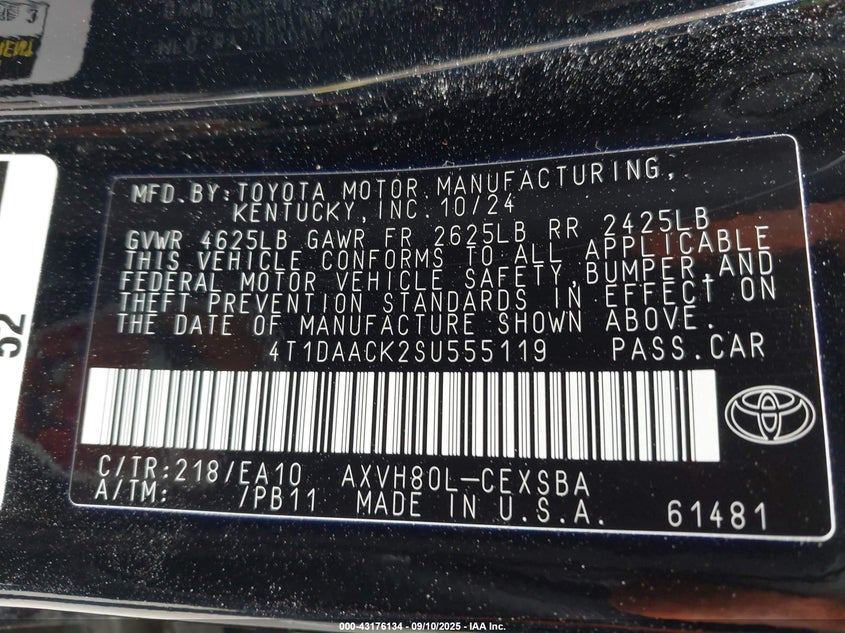 MFD.BY:TOYOTA MOTOR MANUFACTURING,
KENTUCKY,INC.10/24
GVWR 4625LB GAWR FR 2625LB RR 2425LB
THIS VEHICLE CONFORMS TO ALL APPLICABLE
FEDERAL MOTOR VEHICLE SAFETY,BUMPER,AND
THEFT PREVENTION STANDARDS IN EFFECT ON
THE DATE OF MANUFACTURE SHOWN ABOVE.
4T1DAACK2SU555119 PASS.CAR
C/TR:218/EA10 AXVH80L-CEXSBA
A/TM: /PB11 MADE IN U.S.A. 61481
52
000-43176134 - 09/10/2025 - IAA Inc.